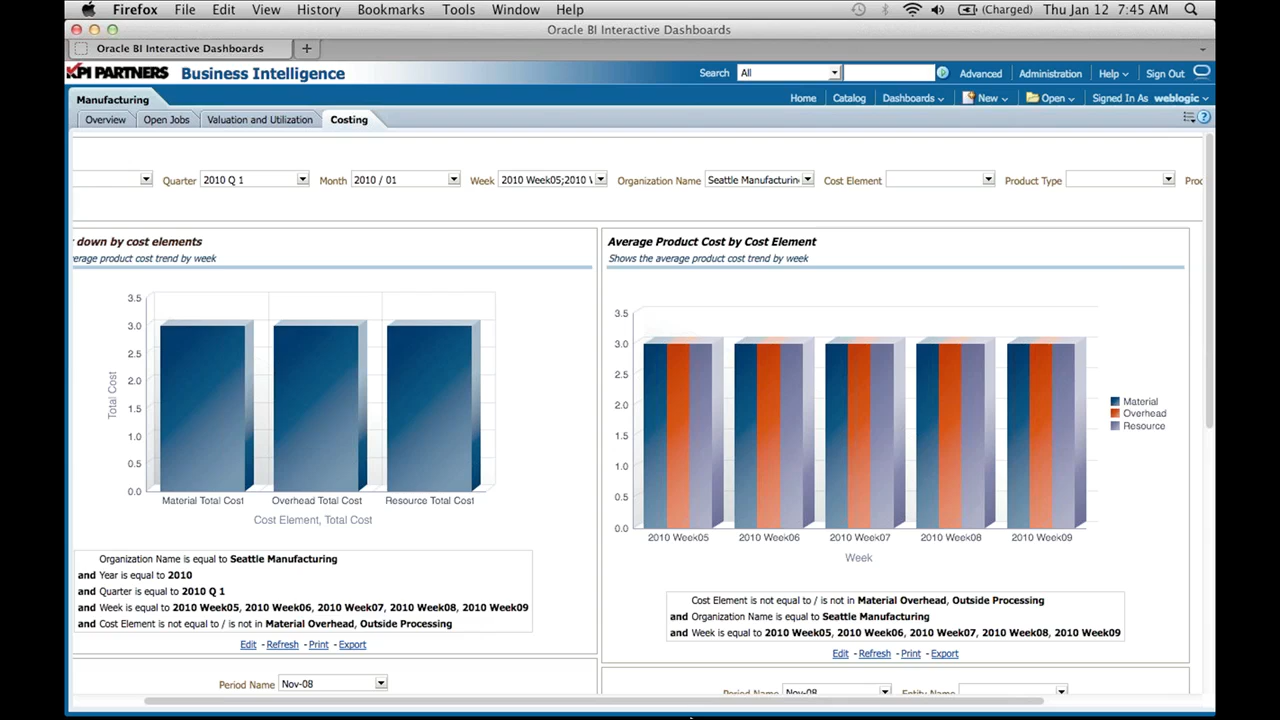 Firefox File Edit View History Bookmarks Tools Window Help (Charged) Thu Jan 12 7:45 AM
Oracle BI Interactive Dashboards
Oracle BI Interactive Dashboards +
KPI PARTNERS Business Intelligence Search All Advanced Administration Help Sign Out
Manufacturing Home Catalog Dashboards New Open Signed In As weblogic
Overview Open Jobs Valuation and Utilization Costing
Quarter 2010 Q 1 Month 2010 / 01 Week 2010 Week05;2010 Organization Name Seattle Manufacturin Cost Element Product Type Proc
down by cost elements
erage product cost trend by week
3.5
3.0
2.5
2.0
1.5
1.0
0.5
0.0
Total Cost
Material Total Cost Overhead Total Cost Resource Total Cost
Cost Element, Total Cost
Organization Name is equal to Seattle Manufacturing
and Year is equal to 2010
and Quarter is equal to 2010 Q 1
and Week is equal to 2010 Week05, 2010 Week06, 2010 Week07, 2010 Week08, 2010 Week09
and Cost Element is not equal to / is not in Material Overhead, Outside Processing
Edit - Refresh - Print - Export
Period Name Nov-08
Average Product Cost by Cost Element
Shows the average product cost trend by week
3.5
3.0
2.5
2.0
1.5
1.0
0.5
0.0
2010 Week05 2010 Week06 2010 Week07 2010 Week08 2010 Week09
Week
Material
Overhead
Resource
Cost Element is not equal to / is not in Material Overhead, Outside Processing
and Organization Name is equal to Seattle Manufacturing
and Week is equal to 2010 Week05, 2010 Week06, 2010 Week07, 2010 Week08, 2010 Week09
Edit - Refresh - Print - Export
Period Name Nov-08 Entity Name